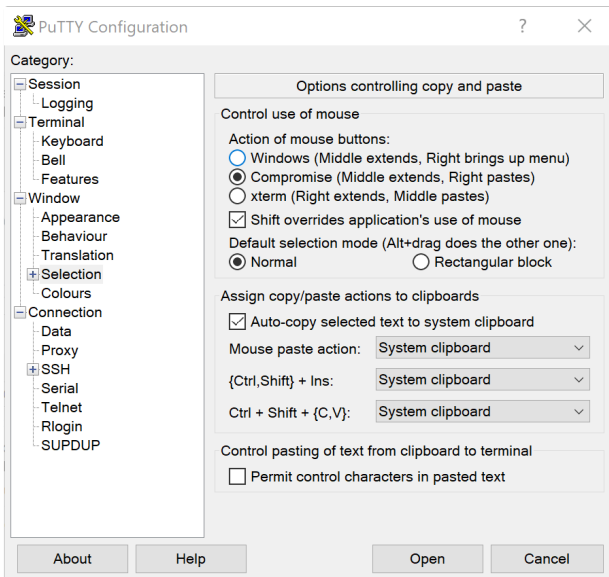 PuTTY Configuration
?
Category:
Session
Logging
Terminal
Keyboard
Bell
Features
Window
Appearance
Behaviour
Translation
Selection
Colours
Connection
Data
Proxy
SSH
Serial
Telnet
Rlogin
SUPDUP
Options controlling copy and paste
Control use of mouse
Action of mouse buttons:
Windows (Middle extends, Right brings up menu)
Compromise (Middle extends, Right pastes)
xterm (Right extends, Middle pastes)
Shift overrides application's use of mouse
Default selection mode (Alt+drag does the other one):
Normal Rectangular block
Assign copy/paste actions to clipboards
Auto-copy selected text to system clipboard
Mouse paste action: System clipboard
{Ctrl,Shift} + Ins: System clipboard
Ctrl + Shift + {C,V}: System clipboard
Control pasting of text from clipboard to terminal
Permit control characters in pasted text
About Help Open Cancel